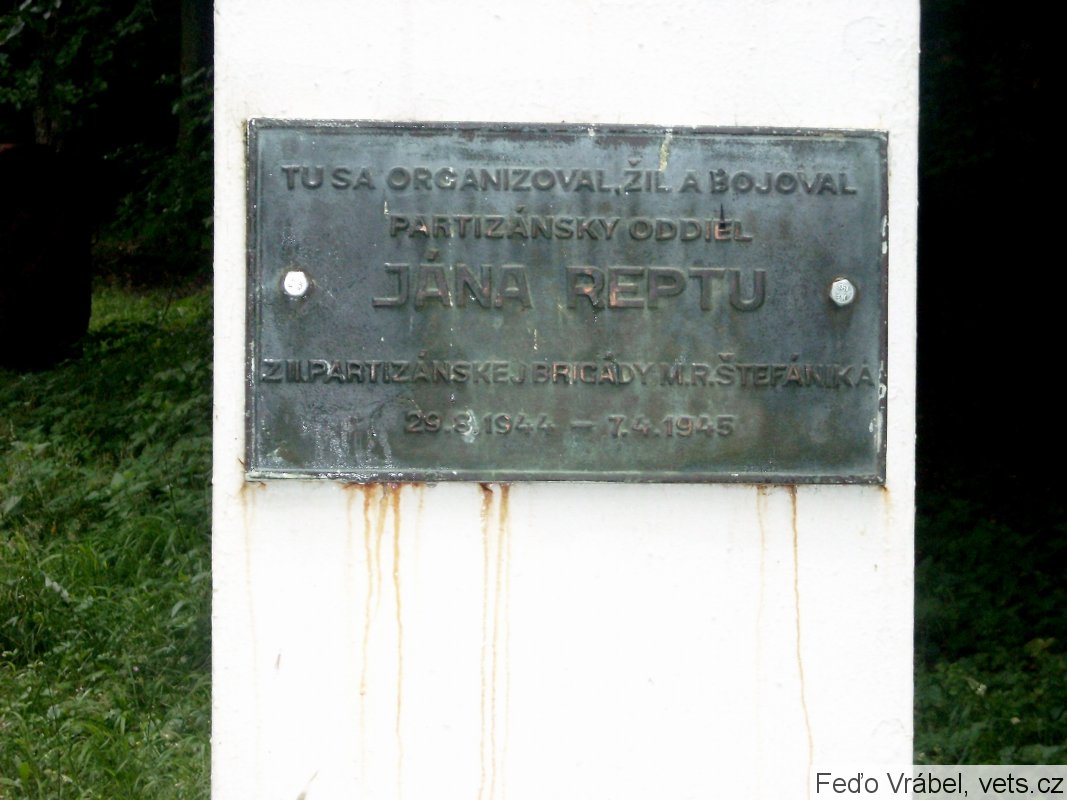 TU SA ORGANIZOVAL, ŽIL A BOJOVAL
PARTIZÁNSKY ODDIEL
JÁNA REPTU
Z II. PARTIZÁNSKEJ BRIGÁDY M.R. ŠTEFÁNIKA
29.8.1944 – 7.4.1945
Feďo Vrábel, vets.cz